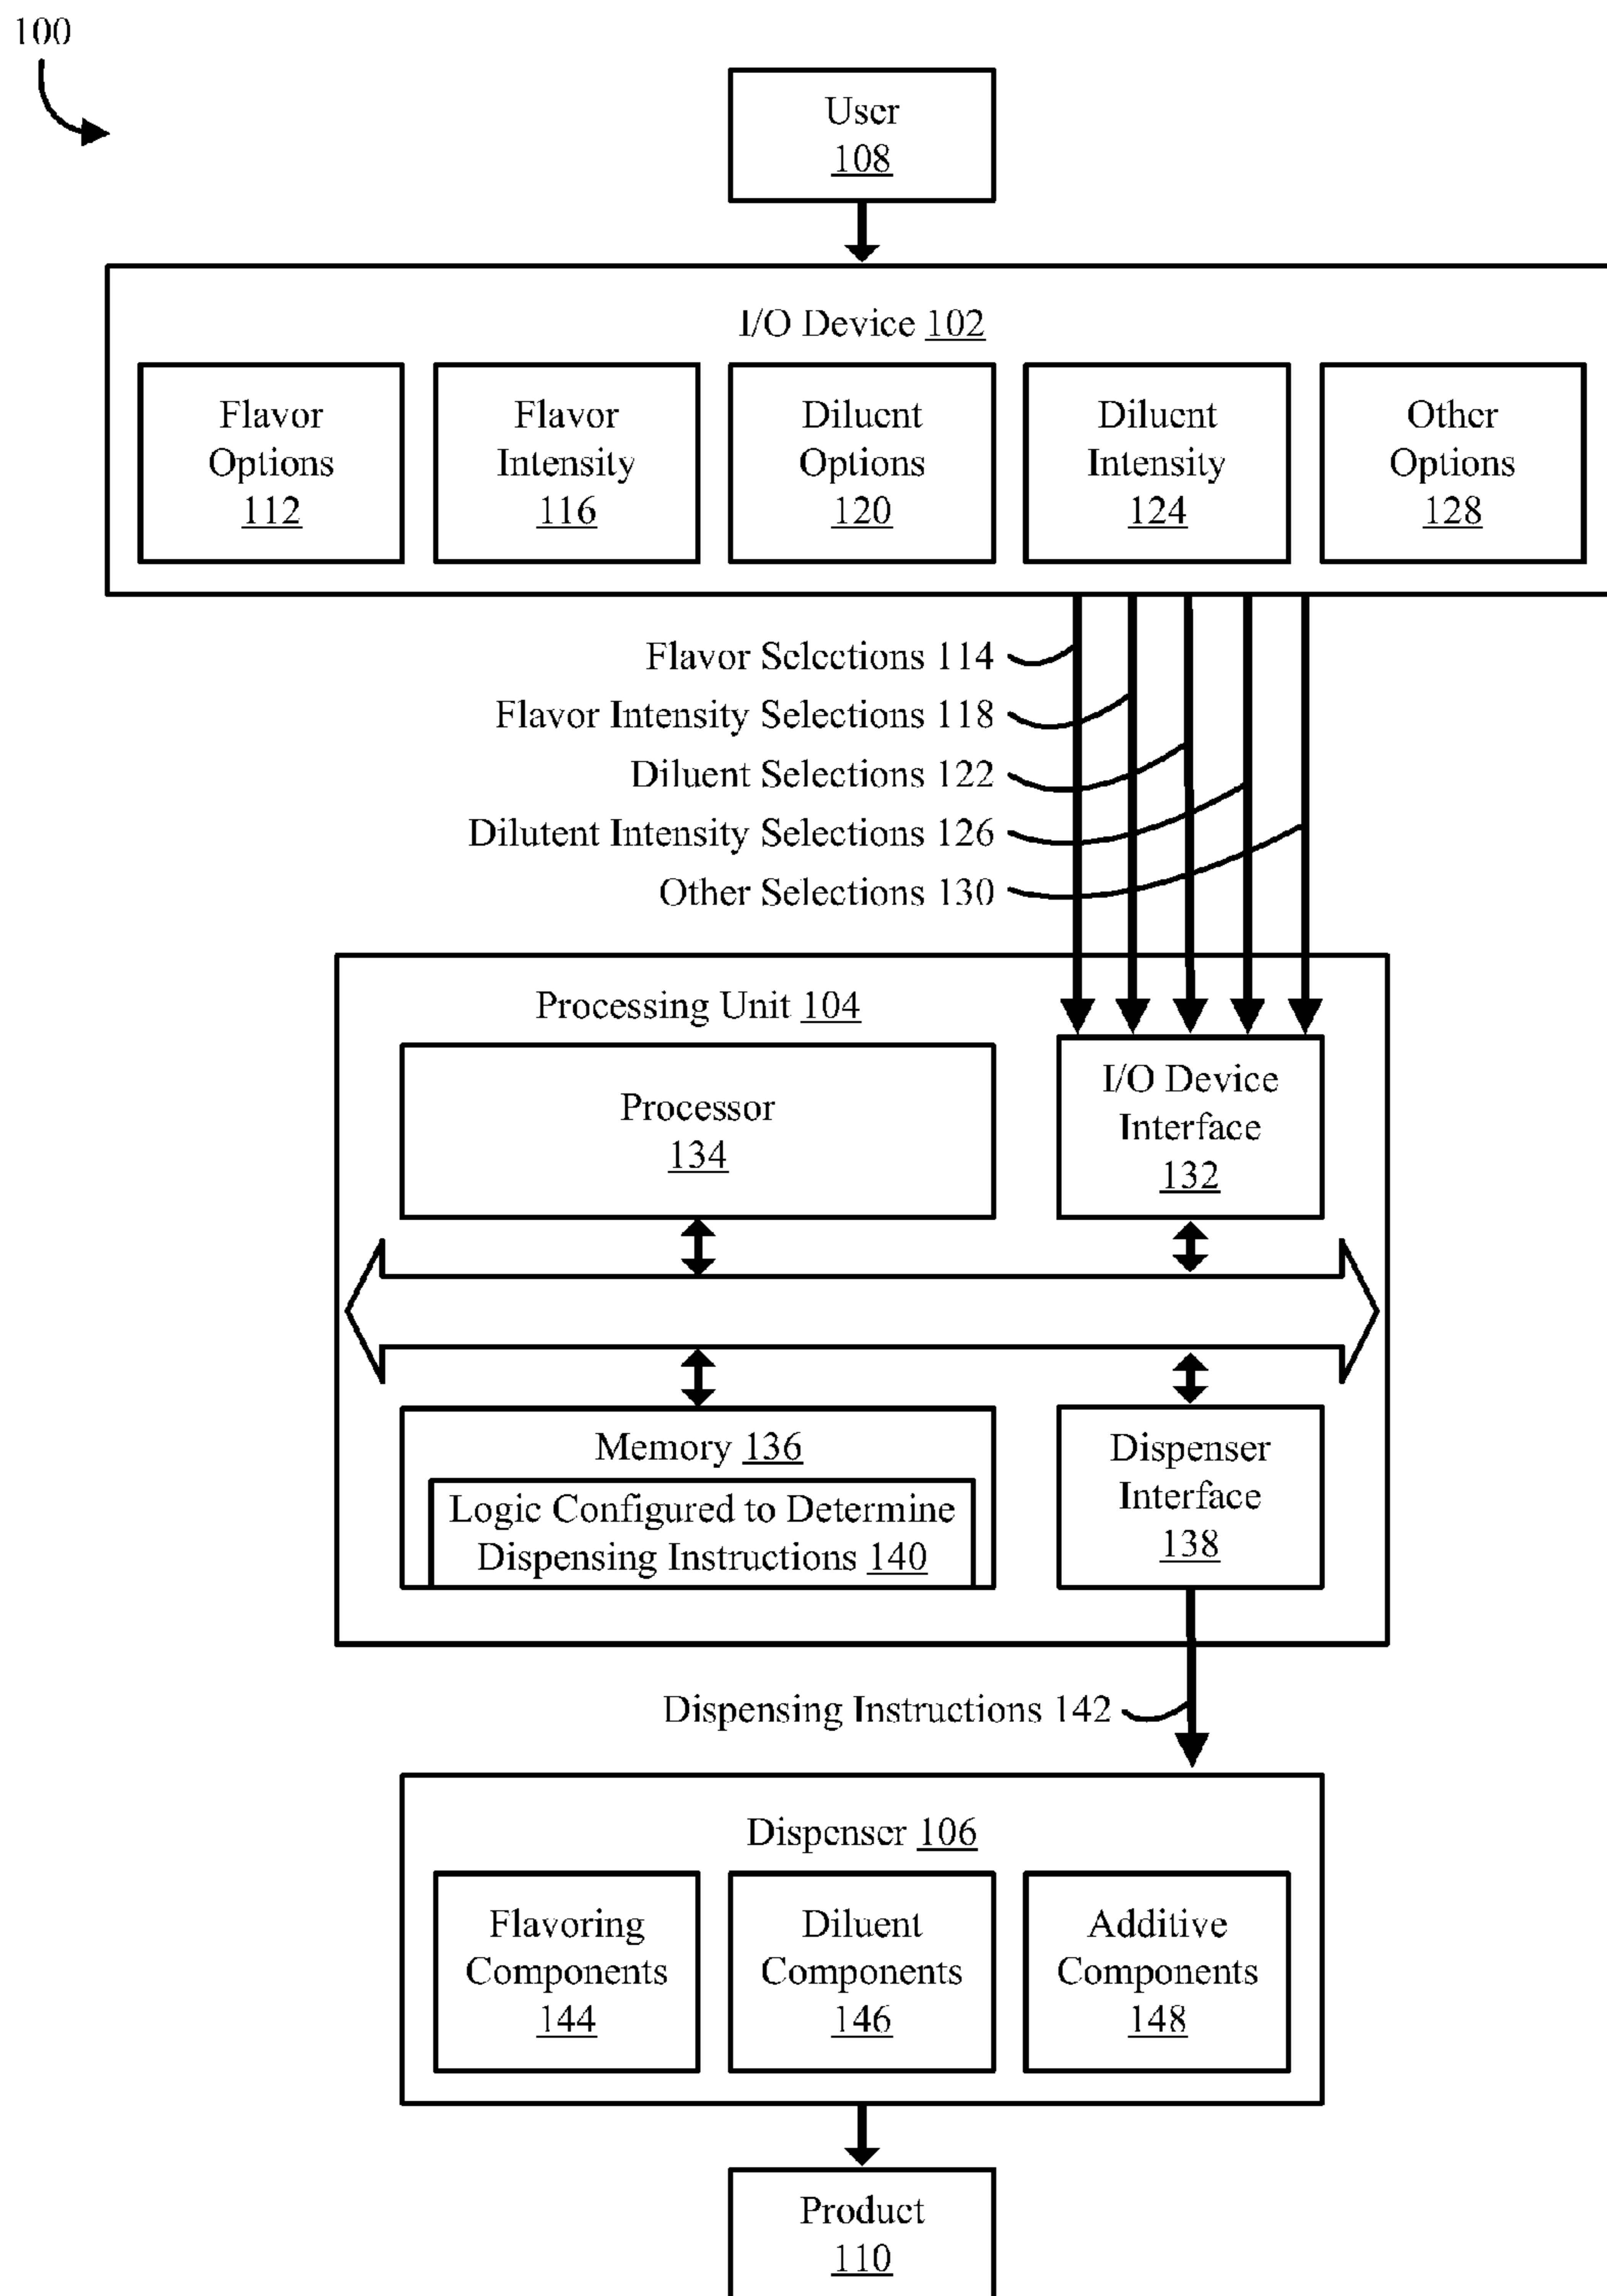 100
User
108
I/O Device 102
Flavor
Options
112
Flavor
Intensity
116
Diluent
Options
120
Diluent
Intensity
124
Other
Options
128
Flavor Selections 114
Flavor Intensity Selections 118
Diluent Selections 122
Dilutent Intensity Selections 126
Other Selections 130
Processing Unit 104
Processor
134
I/O Device
Interface
132
Memory 136
Logic Configured to Determine
Dispensing Instructions 140
Dispenser
Interface
138
Dispensing Instructions 142
Dispenser 106
Flavoring
Components
144
Diluent
Components
146
Additive
Components
148
Product
110